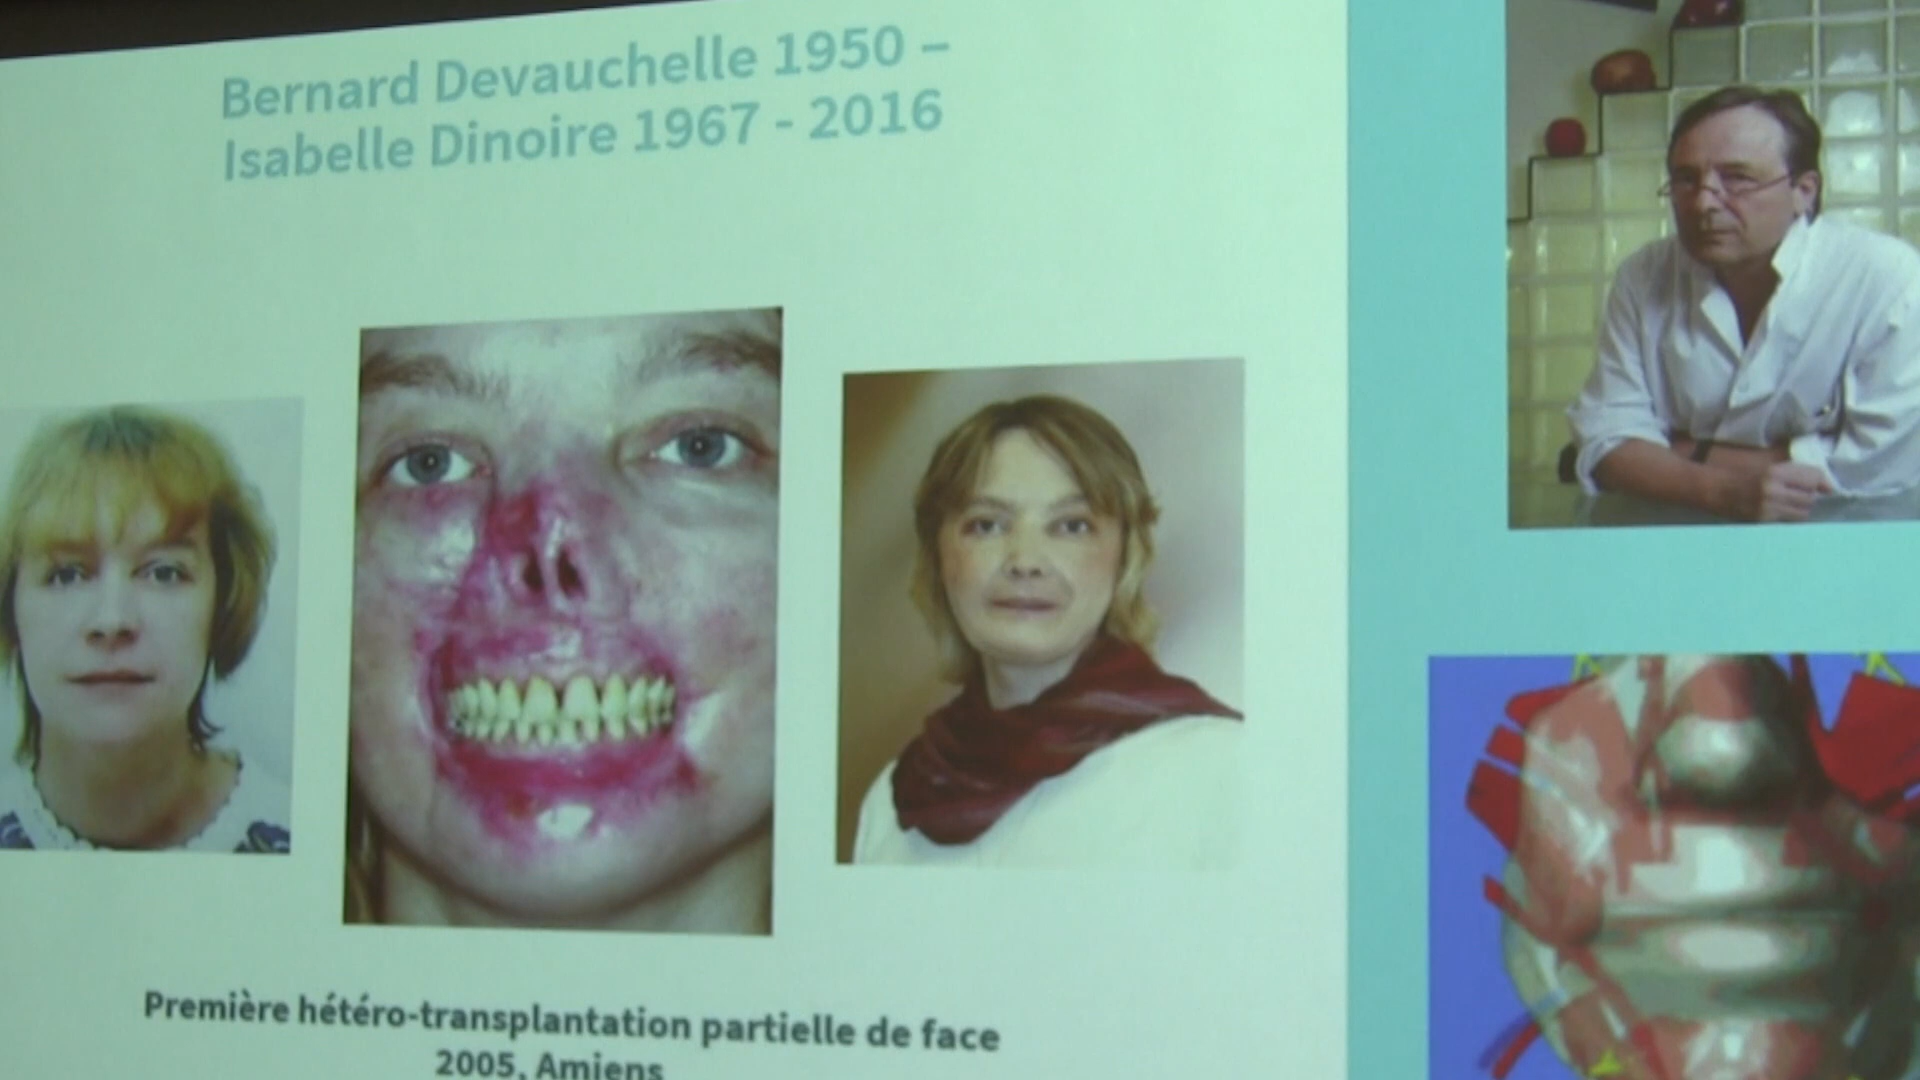 Bernard Devauchelle 1950 –
Isabelle Dinoire 1967 - 2016
Première hétéro-transplantation partielle de face
2005, Amiens